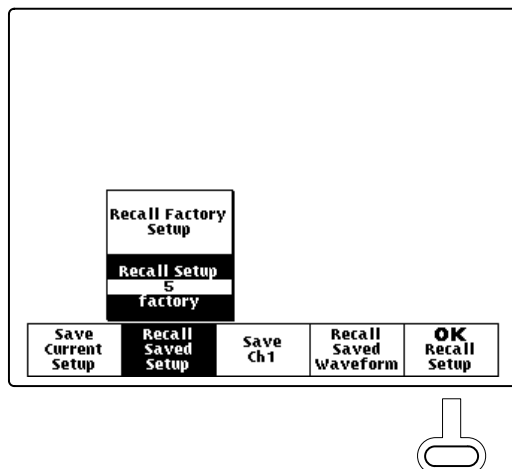 Recall Factory
Setup
Recall Setup
5
factory
Save
Current
Setup
Recall
Saved
Setup
Save
Ch1
Recall
Saved
Waveform
OK
Recall
Setup